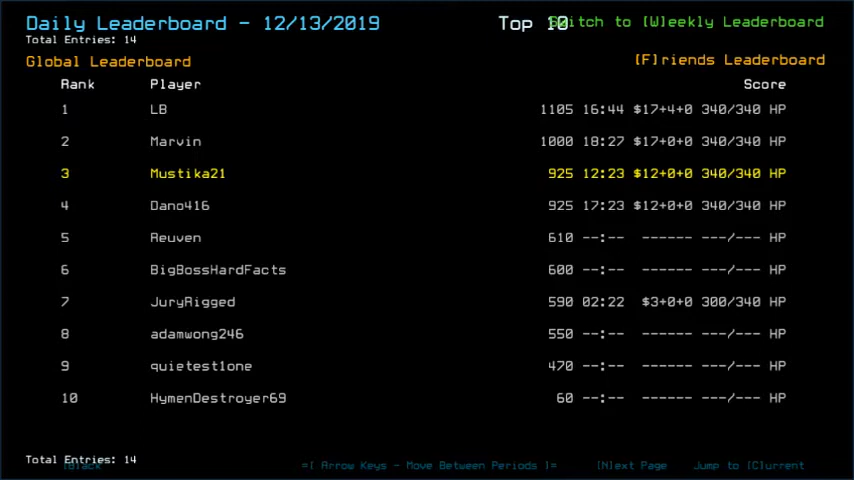 Daily Leaderboard - 12/13/2019 Top 10 Switch to [W]eekly Leaderboard
Total Entries: 14
Global Leaderboard [F]riends Leaderboard
Rank Player Score
1 LB 1105 16:44 $17+4+0 340/340 HP
2 Marvin 1000 18:27 $17+0+0 340/340 HP
3 Mustika21 925 12:23 $12+0+0 340/340 HP
4 Dano416 925 17:23 $12+0+0 340/340 HP
5 Reuven 610 --:-- ------ ---/--- HP
6 BigBossHardFacts 600 --:-- ------ ---/--- HP
7 JuryRigged 590 02:22 $3+0+0 300/340 HP
8 adamwong246 550 --:-- ------ ---/--- HP
9 quietest1one 470 --:-- ------ ---/--- HP
10 HymenDestroyer69 60 --:-- ------ ---/--- HP
Total Entries: 14
[B]ack =[ Arrow Keys - Move Between Periods ]= [N]ext Page Jump to [C]urrent